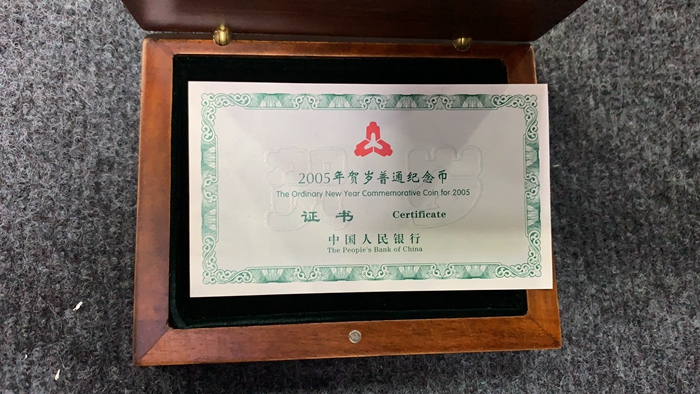 2005年贺岁普通纪念币
The Ordinary New Year Commemorative Coin for 2005
证书 Certificate
中国人民银行
The People's Bank of China